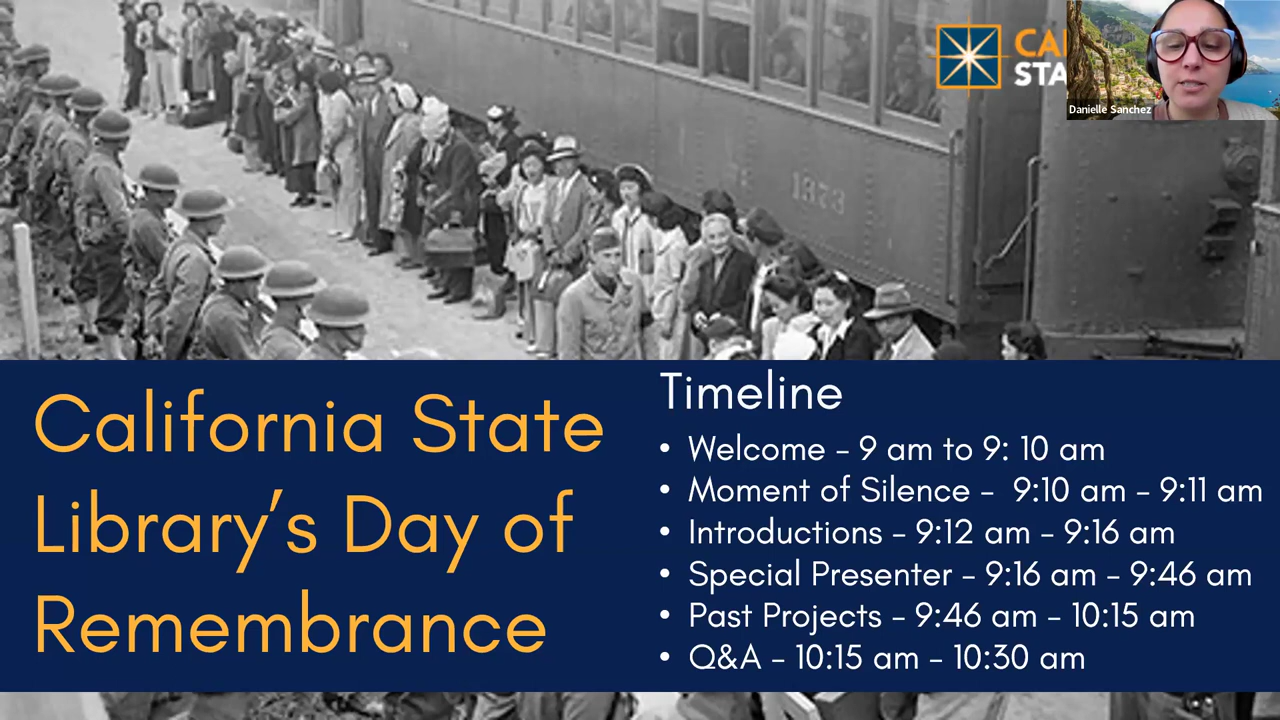 CAL
STA
Danielle Sanchez
1373
California State
Library's Day of
Remembrance
Timeline
• Welcome - 9 am to 9: 10 am
• Moment of Silence -  9:10 am - 9:11 am
• Introductions - 9:12 am - 9:16 am
• Special Presenter - 9:16 am - 9:46 am
• Past Projects - 9:46 am - 10:15 am
• Q&A - 10:15 am - 10:30 am